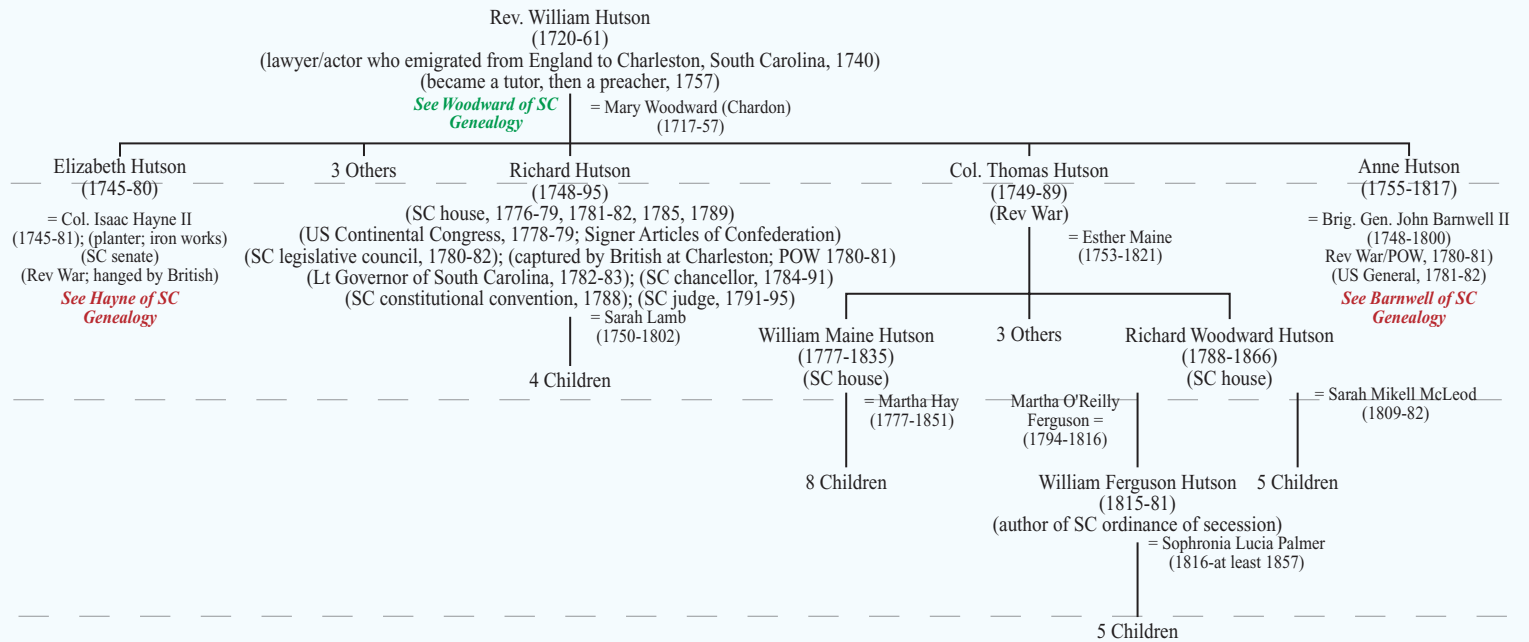 Rev. William Hutson
(1720-61)
(lawyer/actor who emigrated from England to Charleston, South Carolina, 1740)
(became a tutor, then a preacher, 1757)
See Woodward of SC
Genealogy
= Mary Woodward (Chardon)
(1717-57)
Elizabeth Hutson
(1745-80)
= Col. Isaac Hayne II
(1745-81); (planter; iron works)
(SC senate)
(Rev War; hanged by British)
See Hayne of SC
Genealogy
3 Others
Richard Hutson
(1748-95)
(SC house, 1776-79, 1781-82, 1785, 1789)
(US Continental Congress, 1778-79; Signer Articles of Confederation)
(SC legislative council, 1780-82); (captured by British at Charleston; POW 1780-81)
(Lt Governor of South Carolina, 1782-83); (SC chancellor, 1784-91)
(SC constitutional convention, 1788); (SC judge, 1791-95)
= Sarah Lamb
(1750-1802)
4 Children
Col. Thomas Hutson
(1749-89)
(Rev War)
= Esther Maine
(1753-1821)
Anne Hutson
(1755-1817)
= Brig. Gen. John Barnwell II
(1748-1800)
Rev War/POW, 1780-81)
(US General, 1781-82)
See Barnwell of SC
Genealogy
William Maine Hutson
(1777-1835)
(SC house)
= Martha Hay
(1777-1851)
8 Children
3 Others
Richard Woodward Hutson
(1788-1866)
(SC house)
Martha O'Reilly
Ferguson =
(1794-1816)
= Sarah Mikell McLeod
(1809-82)
William Ferguson Hutson
(1815-81)
(author of SC ordinance of secession)
= Sophronia Lucia Palmer
(1816-at least 1857)
5 Children
5 Children